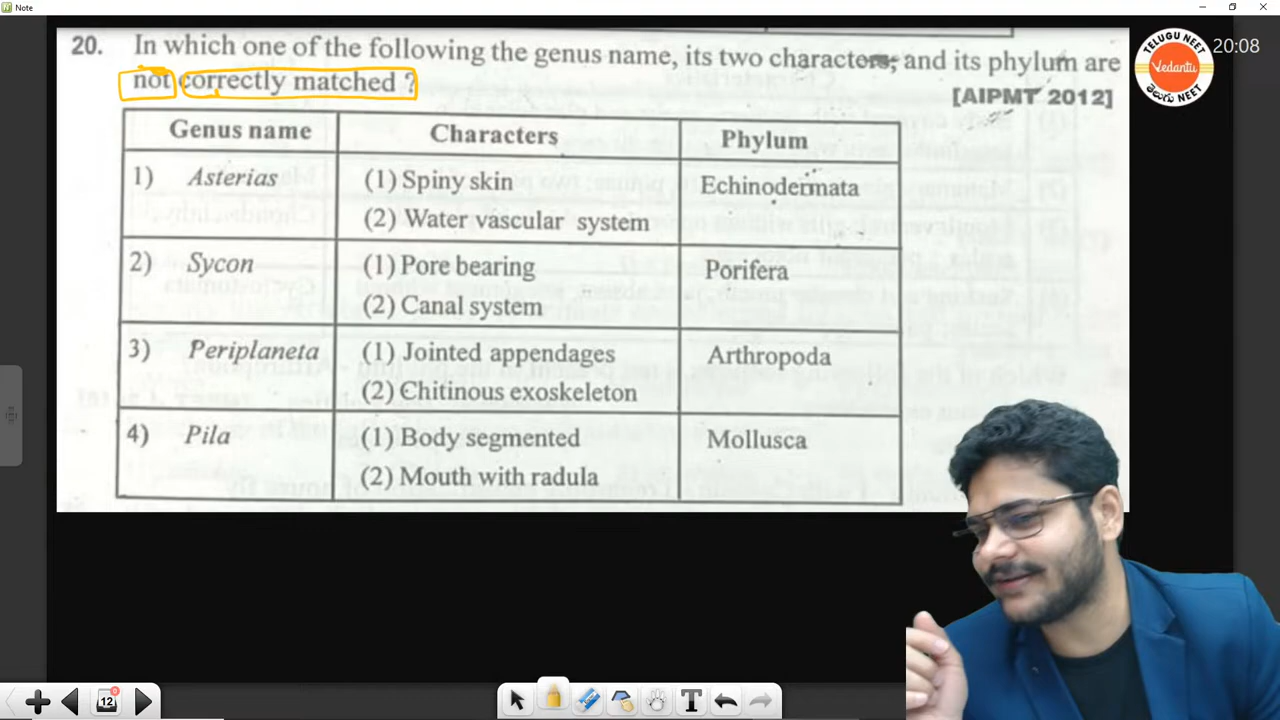 Note
20. In which one of the following the genus name, its two characters, and its phylum are
not correctly matched ?
[AIPMT 2012]
TELUGU NEET
Vedantu
తెలుగు NEET
20:08
Genus name Characters Phylum
1) Asterias (1) Spiny skin Echinodermata
(2) Water vascular system
2) Sycon (1) Pore bearing Porifera
(2) Canal system
3) Periplaneta (1) Jointed appendages Arthropoda
(2) Chitinous exoskeleton
4) Pila (1) Body segmented Mollusca
(2) Mouth with radula
12
8
T